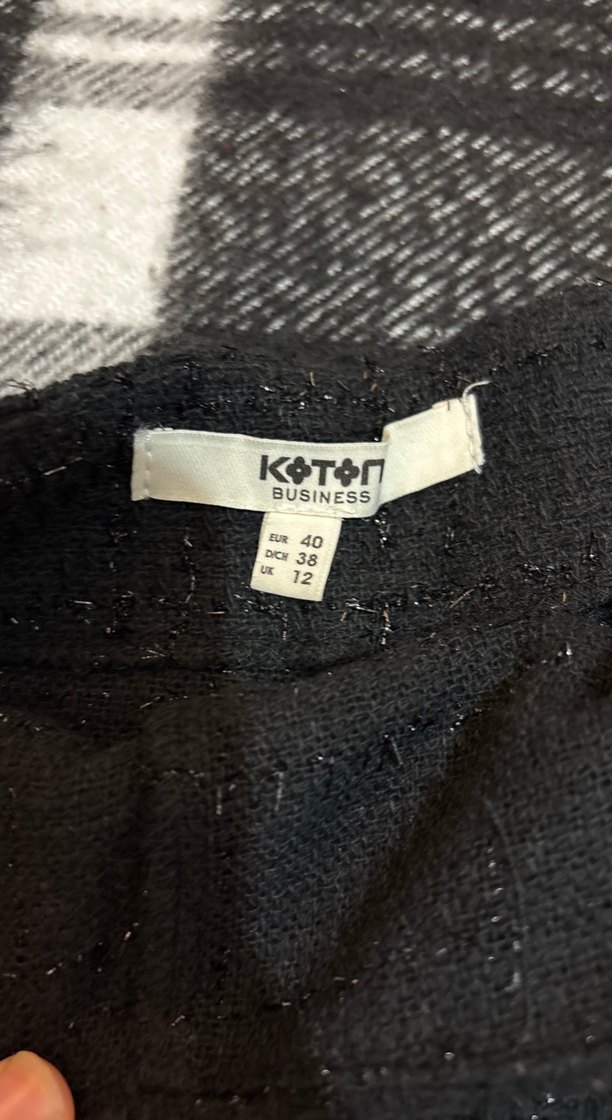 KOTON
BUSINESS
EUR 40
D/CH 38
UK 12